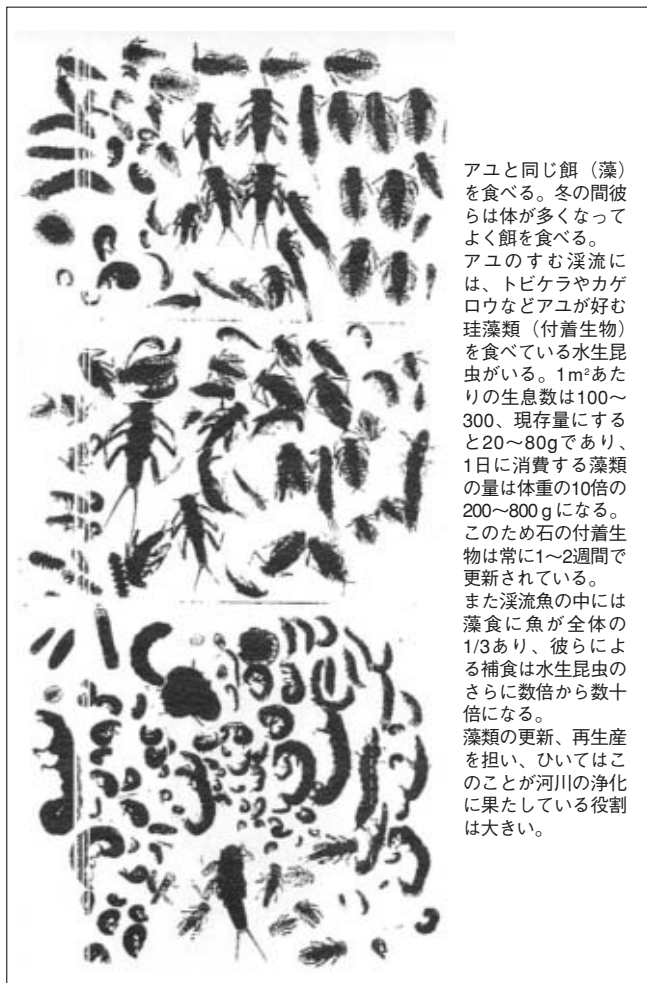 アユと同じ餌（藻）
を食べる。冬の間彼
らは体が多くなって
よく餌を食べる。
アユのすむ渓流に
は、トビケラやカゲ
ロウなどアユが好む
珪藻類（付着生物）
を食べている水生昆
虫がいる。1m²あた
りの生息数は100〜
300、現存量にする
と20〜80gであり、
1日に消費する藻類
の量は体重の10倍の
200〜800gになる。
このため石の付着生
物は常に1〜2週間で
更新されている。
また渓流魚の中には
藻食に魚が全体の
1/3あり、彼らによ
る補食は水生昆虫の
さらに数倍から数十
倍になる。
藻類の更新、再生産
を担い、ひいてはこ
のことが河川の浄化
に果たしている役割
は大きい。